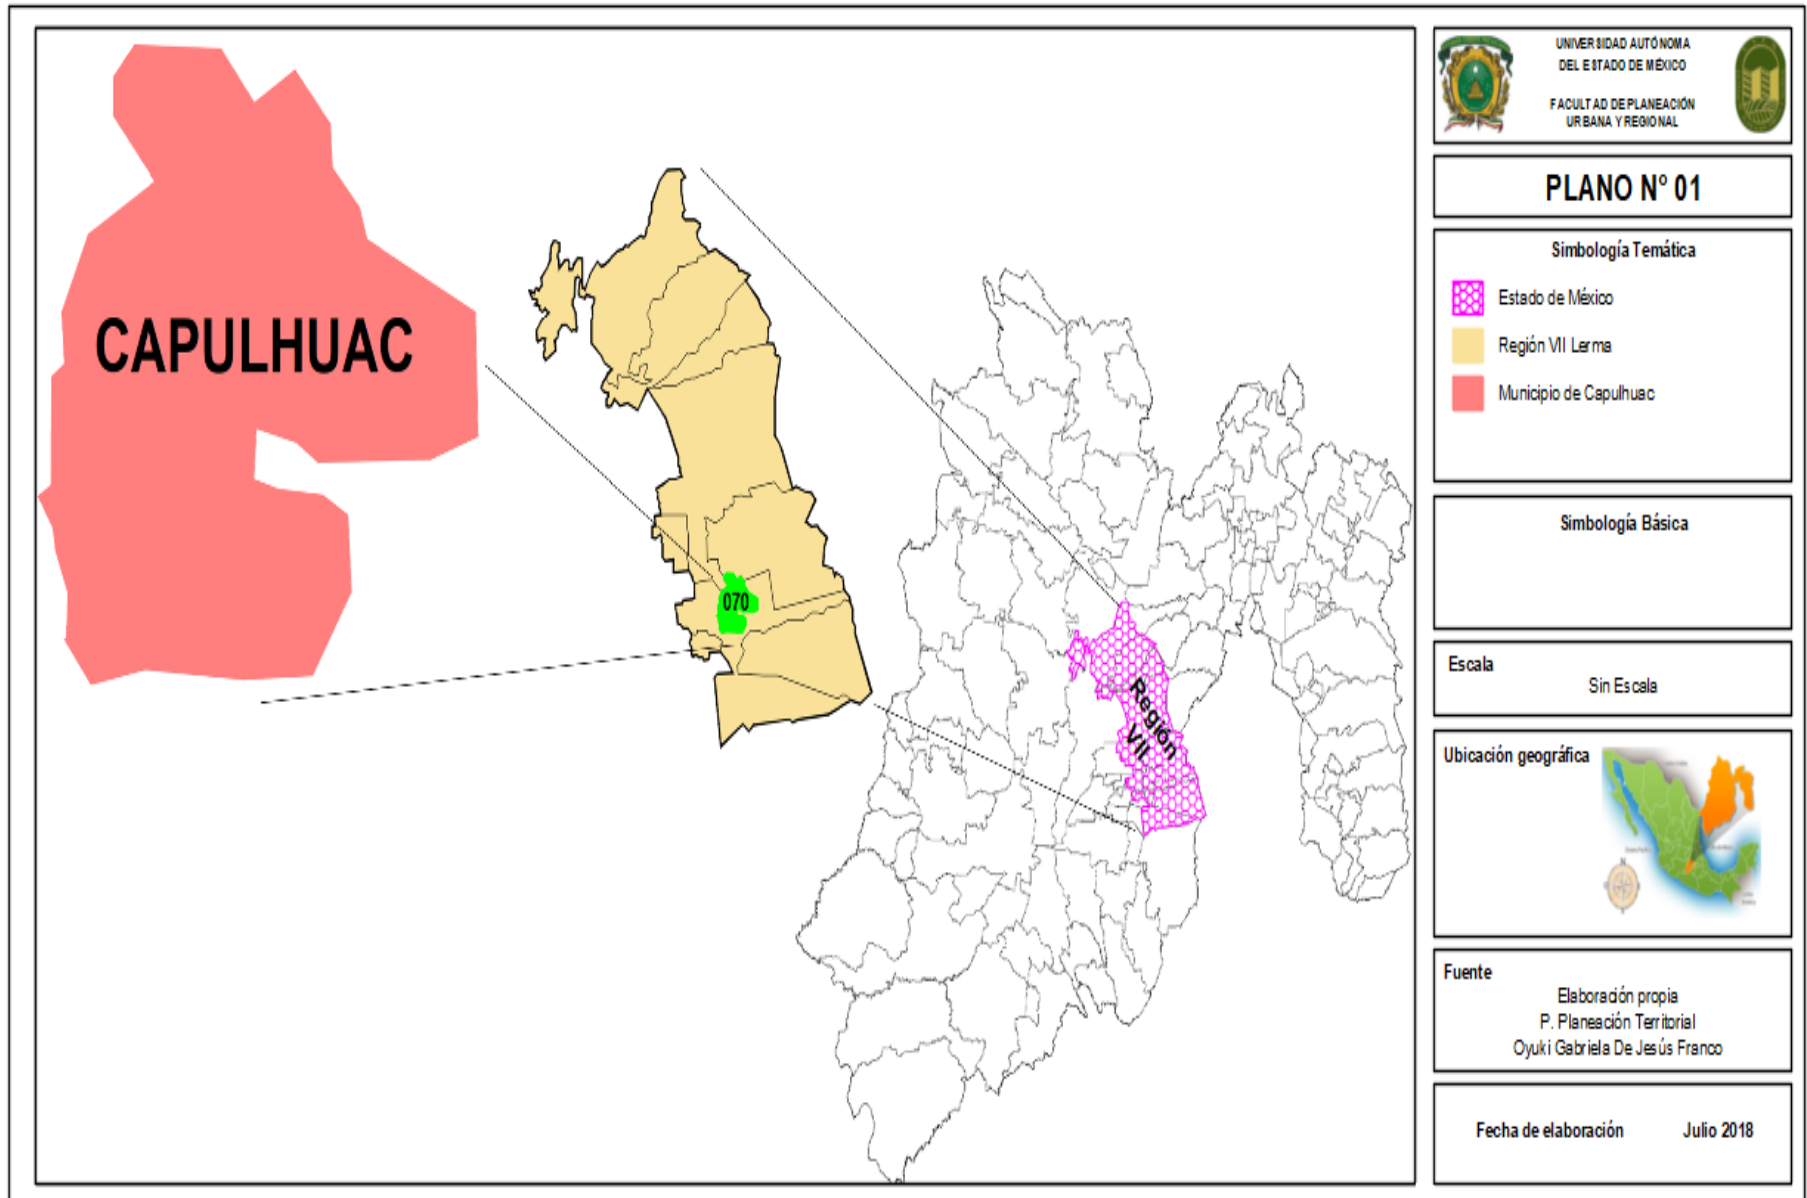 CAPULHUAC
070
Región
VII
UNIVERSIDAD AUTÓNOMA
DEL ESTADO DE MÉXICO
FACULTAD DE PLANEACIÓN
URBANA Y REGIONAL
PLANO N° 01
Simbología Temática
Estado de México
Región VII Lerma
Municipio de Capulhuac
Simbología Básica
Escala
Sin Escala
Ubicación geográfica
N
Fuente
Elaboración propia
P. Planeación Territorial
Oyuki Gabriela De Jesús Franco
Fecha de elaboración Julio 2018